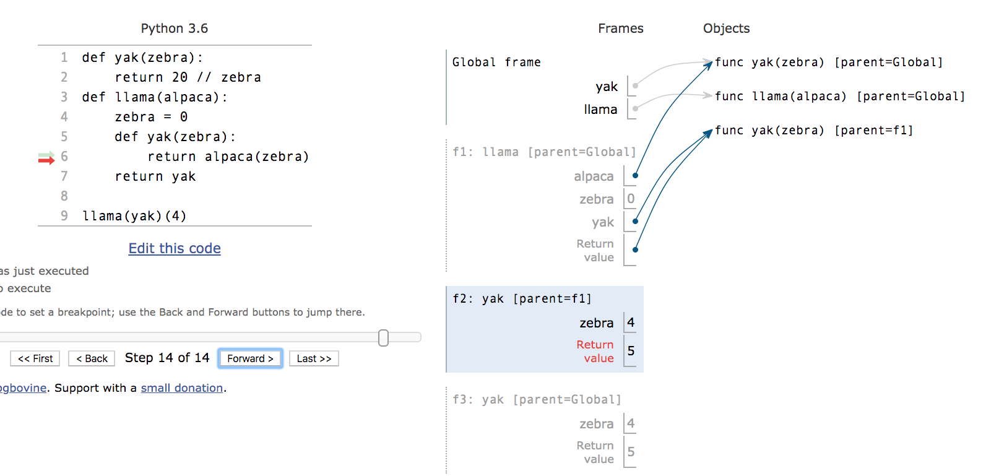 Python 3.6
1 def yak(zebra):
2     return 20 // zebra
3 def llama(alpaca):
4     zebra = 0
5     def yak(zebra):
6         return alpaca(zebra)
7     return yak
8
9 llama(yak)(4)
Edit this code
just executed
execute
to set a breakpoint; use the Back and Forward buttons to jump there.
<< First < Back Step 14 of 14 Forward > Last >>
Support with a small donation.
Frames Objects
Global frame
yak
llama
func yak(zebra) [parent=Global]
func llama(alpaca) [parent=Global]
func yak(zebra) [parent=f1]
f1: llama [parent=Global]
alpaca
zebra 0
yak
Return
value
f2: yak [parent=f1]
zebra 4
Return
value 5
f3: yak [parent=Global]
zebra 4
Return
value 5